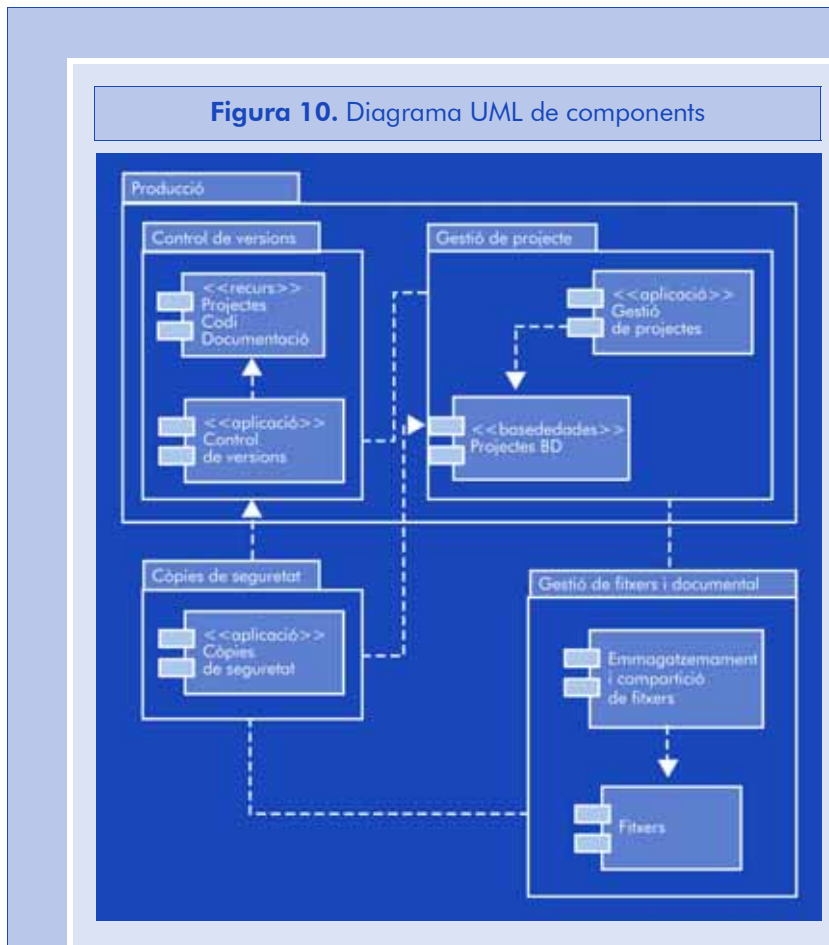 Figura 10. Diagrama UML de components
Producció
Control de versions
<<recurs>>
Projectes
Codi
Documentació
<<aplicació>>
Control
de versions
Gestió de projecte
<<aplicació>>
Gestió
de projectes
<<basededades>>
Projectes BD
Còpies de seguretat
<<aplicació>>
Còpies
de seguretat
Gestió de fitxers i documental
Emmagatzemament
i compartició
de fitxers
Fitxers